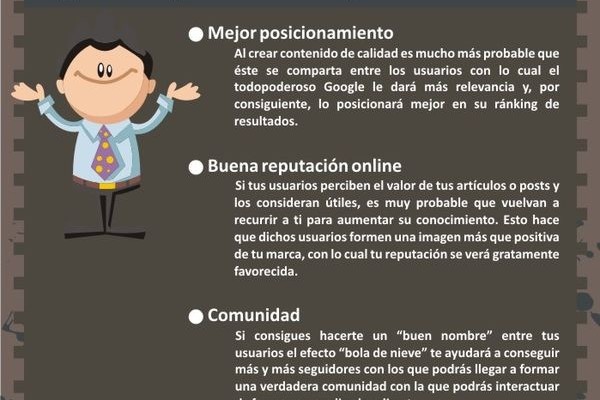 Mejor posicionamiento
Al crear contenido de calidad es mucho más probable que
éste se comparta entre los usuarios con lo cual el
todopoderoso Google le dará más relevancia y, por
consiguiente, lo posicionará mejor en su ránking de
resultados.
Buena reputación online
Si tus usuarios perciben el valor de tus artículos o posts y
los consideran útiles, es muy probable que vuelvan a
recurrir a ti para aumentar su conocimiento. Esto hace
que dichos usuarios formen una imagen más que positiva
de tu marca, con lo cual tu reputación se verá gratamente
favorecida.
Comunidad
Si consigues hacerte un “buen nombre” entre tus
usuarios el efecto “bola de nieve” te ayudará a conseguir
más y más seguidores con los que podrás llegar a formar
una verdadera comunidad con la que podrás interactuar